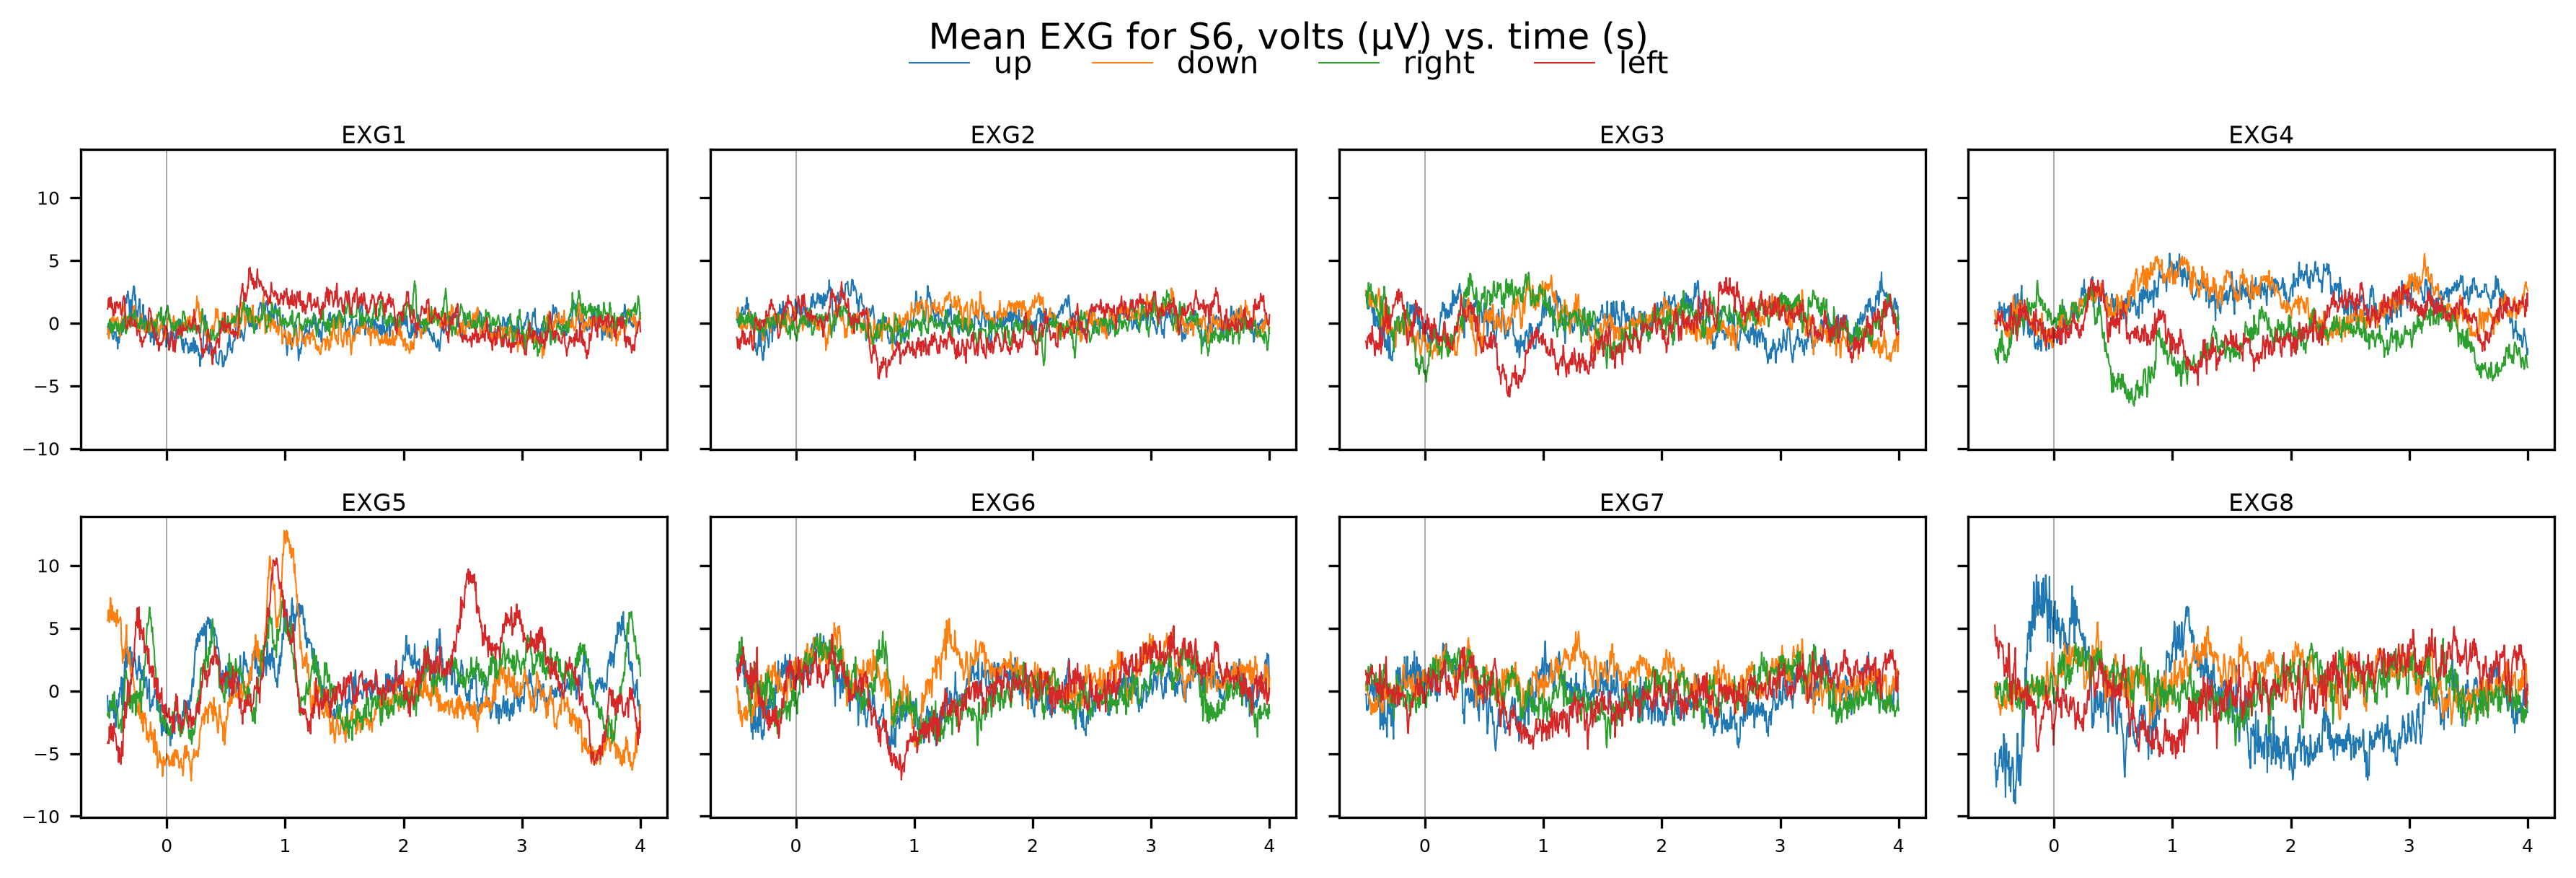 Mean EXG for S6, volts (μV) vs. time (s)
up down right left
EXG1 EXG2 EXG3 EXG4
10
5
0
−5
−10
EXG5 EXG6 EXG7 EXG8
10
5
0
−5
−10
0 1 2 3 4 0 1 2 3 4 0 1 2 3 4 0 1 2 3 4